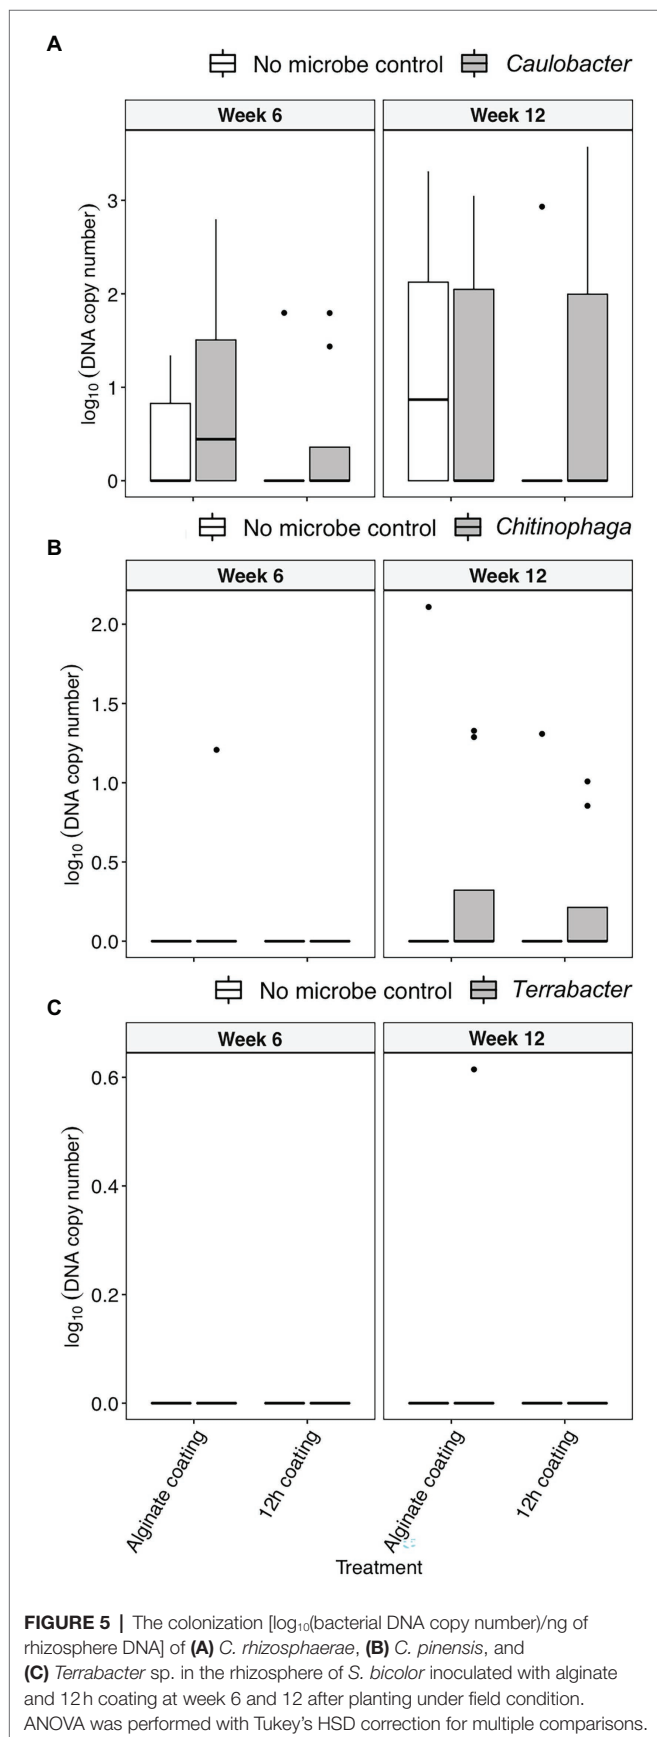 A
No microbe control Caulobacter
Week 6 Week 12
log₁₀(DNA copy number)
3
2
1
0
No microbe control Chitinophaga
B
Week 6 Week 12
log₁₀(DNA copy number)
2.0
1.5
1.0
0.5
0.0
No microbe control Terrabacter
C
Week 6 Week 12
log₁₀(DNA copy number)
0.6
0.4
0.2
0.0
Alginate coating 12h coating Alginate coating 12h coating
Treatment
FIGURE 5 | The colonization [log₁₀(bacterial DNA copy number)/ng of
rhizosphere DNA] of (A) C. rhizosphaerae, (B) C. pinensis, and
(C) Terrabacter sp. in the rhizosphere of S. bicolor inoculated with alginate
and 12 h coating at week 6 and 12 after planting under field condition.
ANOVA was performed with Tukey's HSD correction for multiple comparisons.